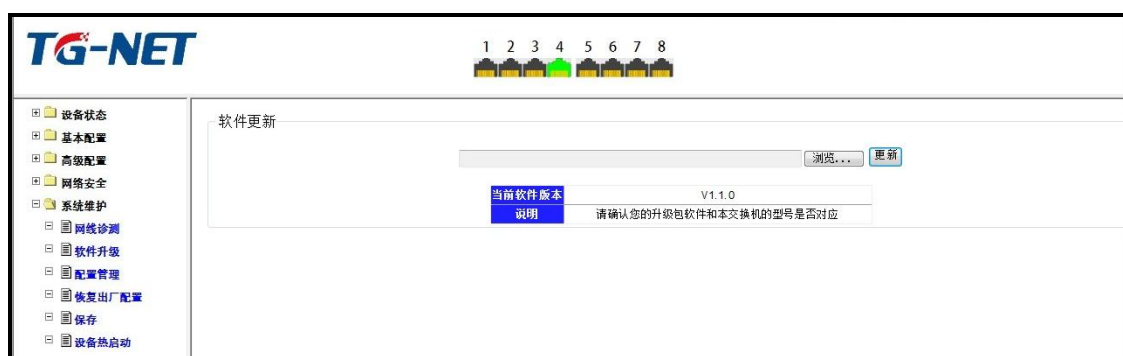 TG-NET
1 2 3 4 5 6 7 8
设备状态
基本配置
高级配置
网络安全
系统维护
网线诊测
软件升级
配置管理
恢复出厂配置
保存
设备热启动
软件更新
浏览... 更新
当前软件版本 V1.1.0
说明 请确认您的升级包软件和本交换机的型号是否对应